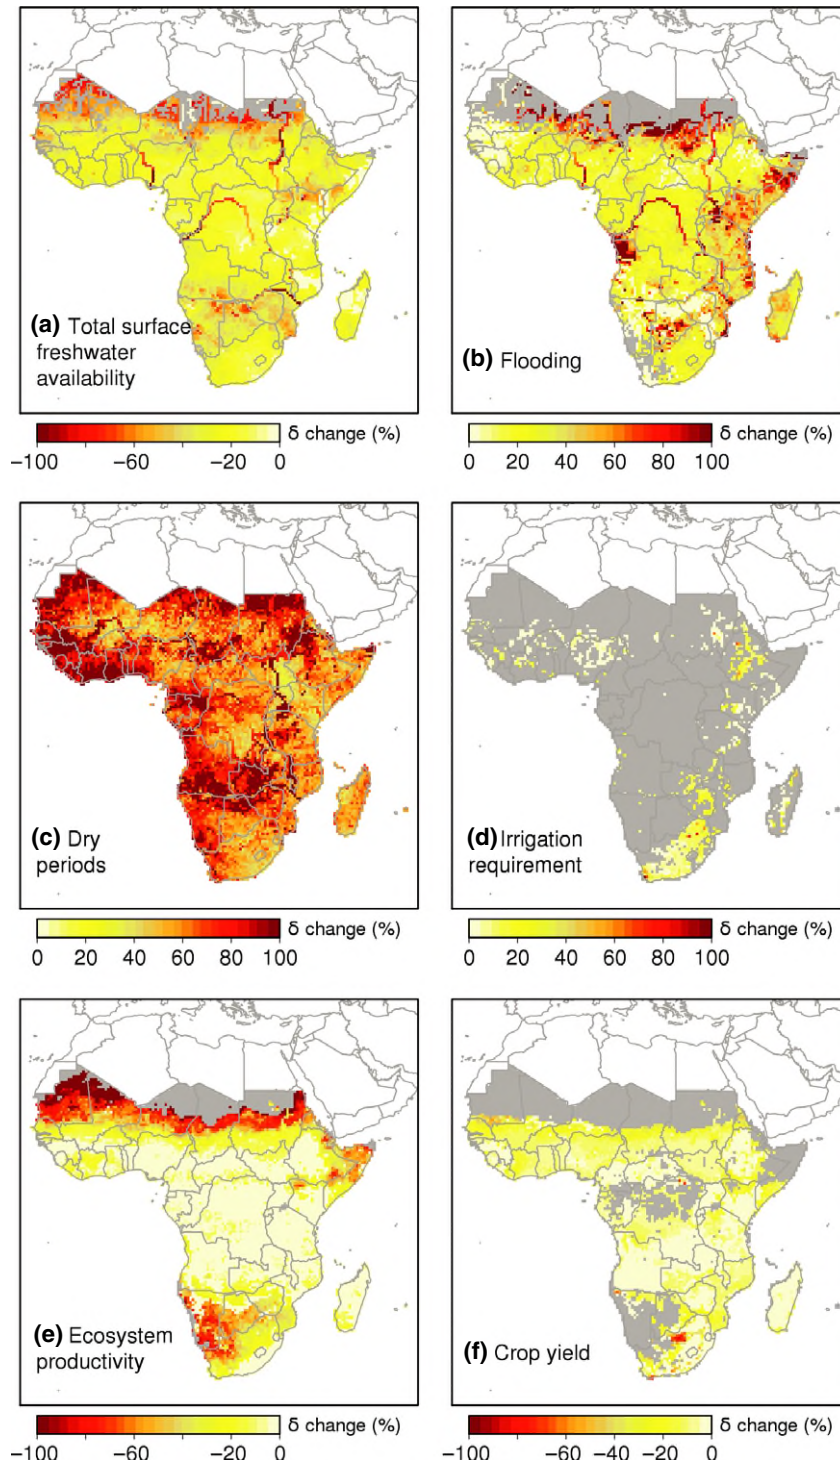 (a) Total surface
freshwater
availability
(b) Flooding
δ change (%)
−100 −60 −20 0
δ change (%)
0 20 40 60 80 100
(c) Dry
periods
(d) Irrigation
requirement
δ change (%)
0 20 40 60 80 100
δ change (%)
0 20 40 60 80 100
(e) Ecosystem
productivity
(f) Crop yield
δ change (%)
−100 −60 −20 0
δ change (%)
−100 −80 −60 −40 −20 0